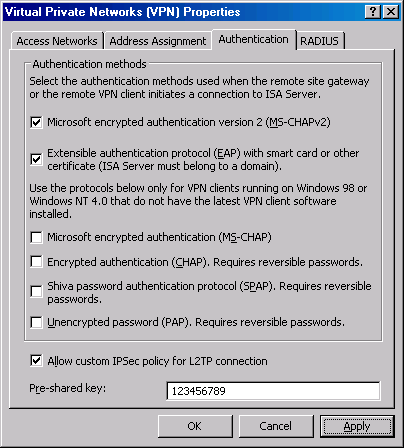 Virtual Private Networks (VPN) Properties
Access Networks
Address Assignment
Authentication
RADIUS
Authentication methods
Select the authentication methods used when the remote site gateway
or the remote VPN client initiates a connection to ISA Server.
Microsoft encrypted authentication version 2 (MS-CHAPv2)
Extensible authentication protocol (EAP) with smart card or other
certificate (ISA Server must belong to a domain).
Use the protocols below only for VPN clients running on Windows 98 or
Windows NT 4.0 that do not have the latest VPN client software
installed.
Microsoft encrypted authentication (MS-CHAP)
Encrypted authentication (CHAP). Requires reversible passwords.
Shiva password authentication protocol (SPAP). Requires reversible
passwords.
Unencrypted password (PAP). Requires reversible passwords.
Allow custom IPSec policy for L2TP connection
Pre-shared key:
123456789
OK
Cancel
Apply